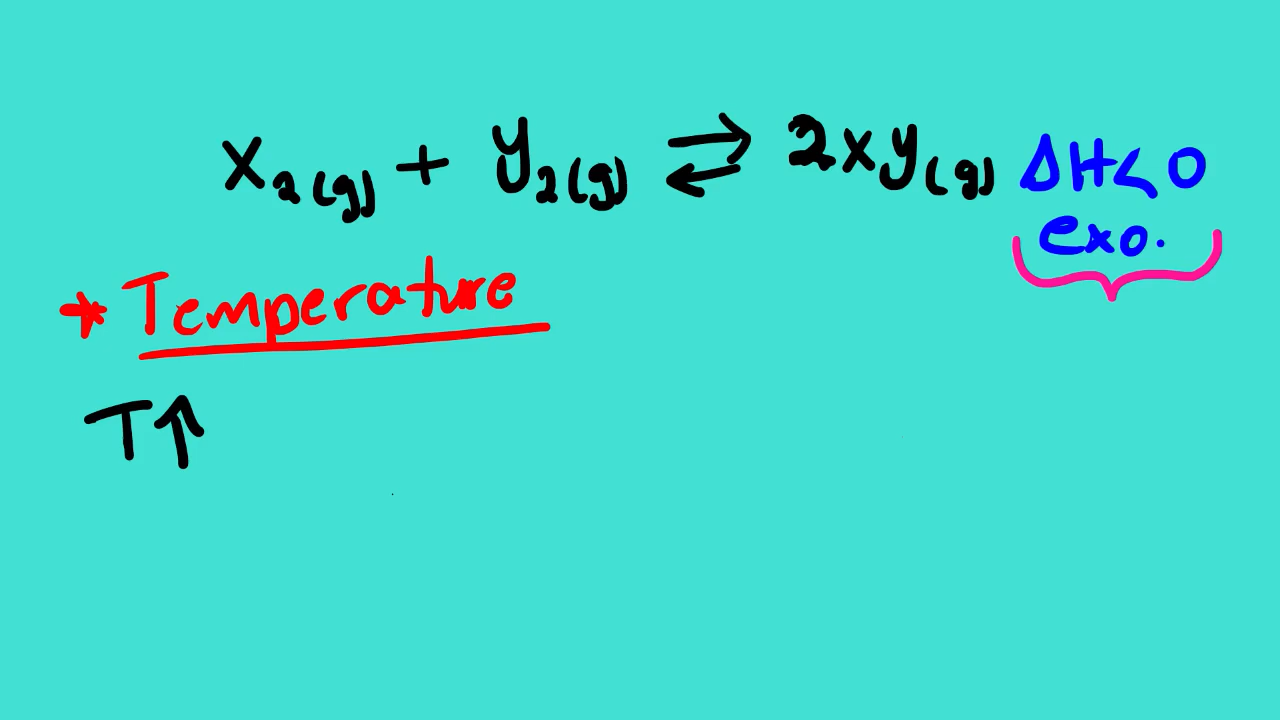 x₂(g) + y₂(g) ⇌ 2xy(g) ΔH<0
exo.
* Temperature
T↑